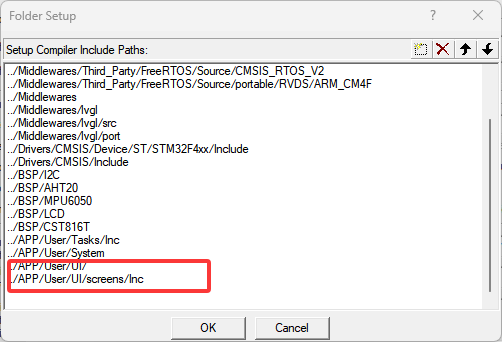 Folder Setup
?
Setup Compiler Include Paths:
../Middlewares/Third_Party/FreeRTOS/Source/CMSIS_RTOS_V2
../Middlewares/Third_Party/FreeRTOS/Source/portable/RVDS/ARM_CM4F
../Middlewares
../Middlewares/lvgl
../Middlewares/lvgl/src
../Middlewares/lvgl/port
../Drivers/CMSIS/Device/ST/STM32F4xx/Include
../Drivers/CMSIS/Include
../BSP/I2C
../BSP/AHT20
../BSP/MPU6050
../BSP/LCD
../BSP/CST816T
../APP/User/Tasks/Inc
../APP/User/System
../APP/User/UI/
../APP/User/UI/screens/Inc
OK
Cancel